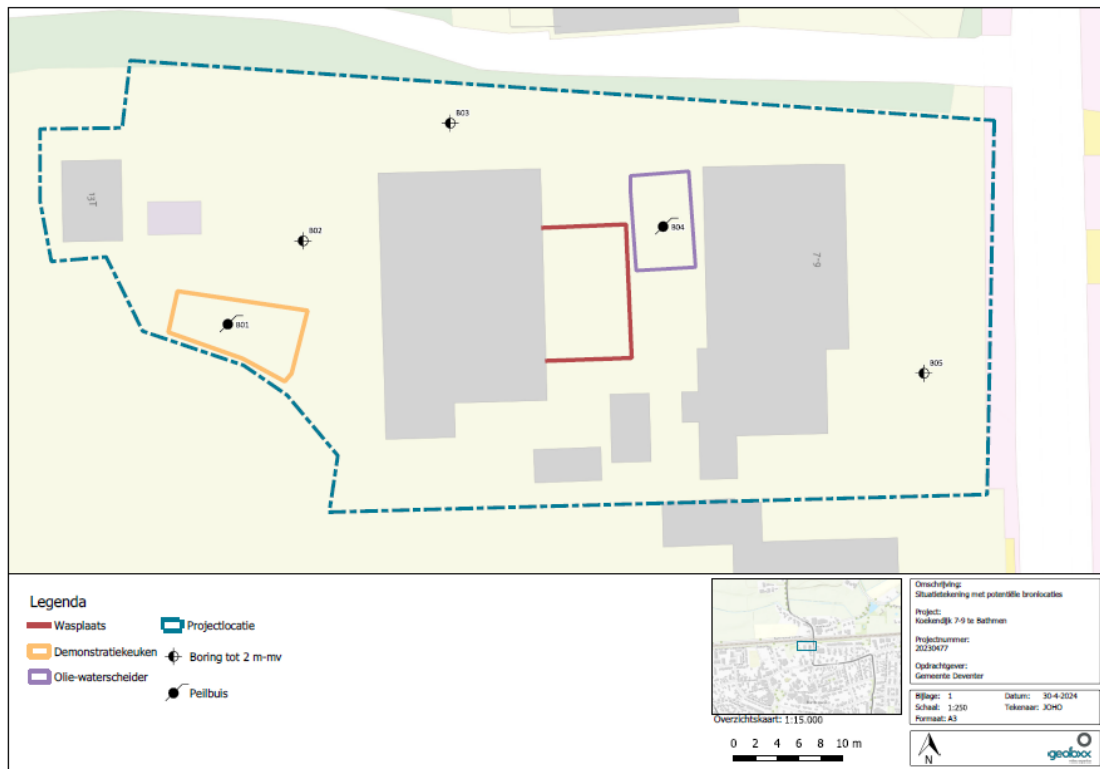 B03
13T
B02
B04
7-9
B01
B05
Legenda
Wasplaats
Projectlocatie
Demonstratiekeuken
Boring tot 2 m-mv
Olie-waterscheider
Peilbuis
Overzichtskaart: 1:15.000
0 2 4 6 8 10 m
Omschrijving:
Situatietekening met potentiële bronlocaties
Project:
Koekendijk 7-9 te Bathmen
Projectnummer:
20230477
Opdrachtgever:
Gemeente Deventer
Bijlage: 1 Datum: 30-4-2024
Schaal: 1:250 Tekenaar: JOHO
Formaat: A3
N
geofoxx